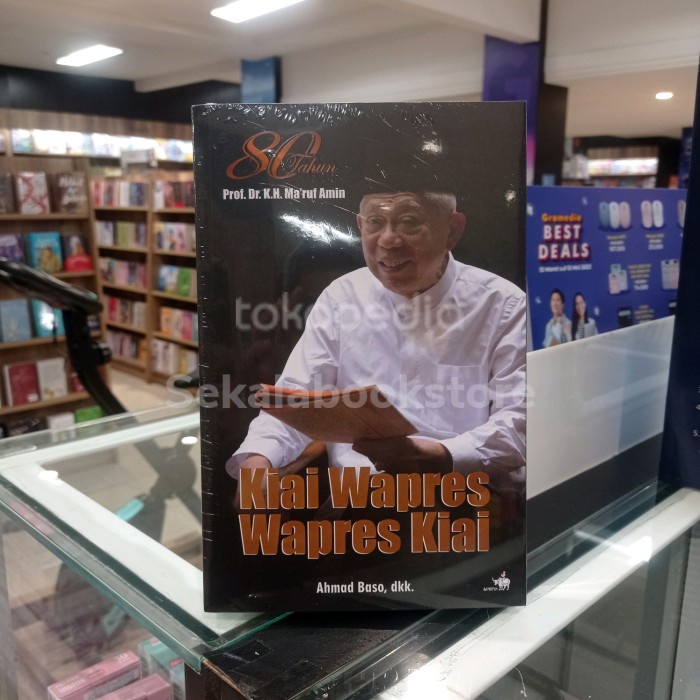 80
Tahun
Prof. Dr. K.H. Ma'ruf Amin
tokopedia
Sekalabookstore
Kiai Wapres
Wapres Kiai
Ahmad Baso, dkk.
Gramedia
BEST
DEALS